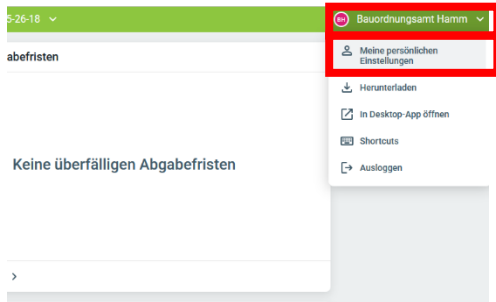 5-26-18
BH Bauordnungsamt Hamm
abefristen
Meine persönlichen
Einstellungen
Herunterladen
In Desktop-App öffnen
Shortcuts
Ausloggen
Keine überfälligen Abgabefristen